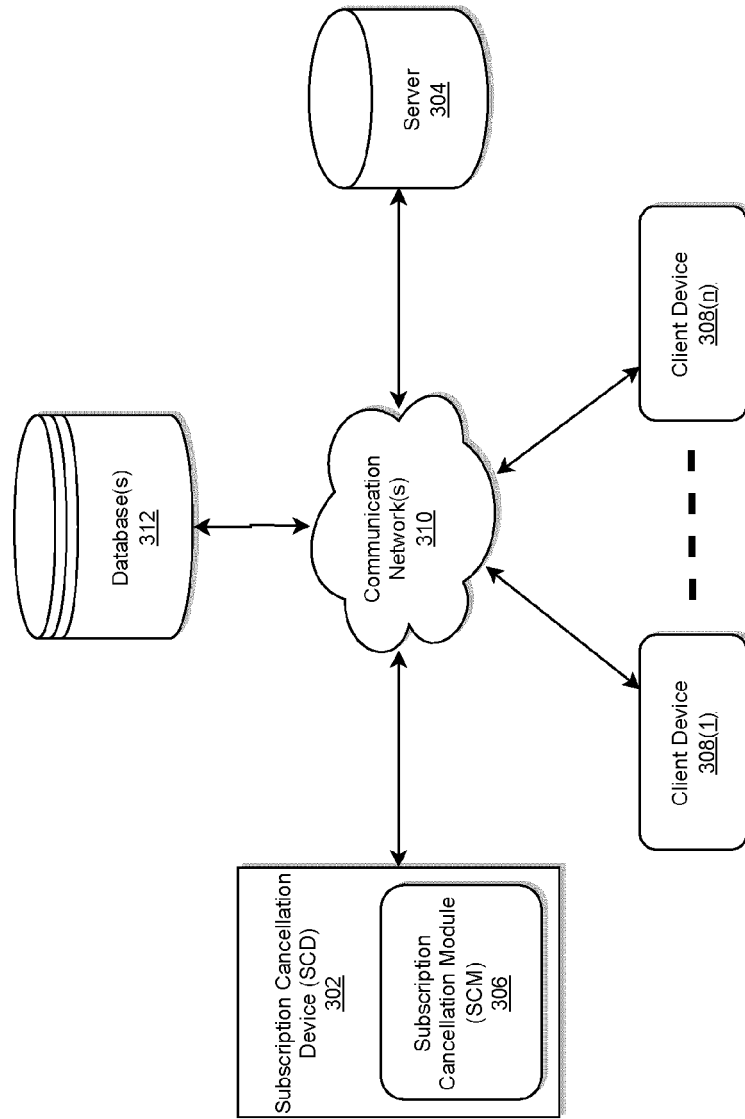 Subscription Cancellation
Device (SCD)
302
Subscription
Cancellation Module
(SCM)
306
Database(s)
312
Communication
Network(s)
310
Server
304
Client Device
308(1)
Client Device
308(n)